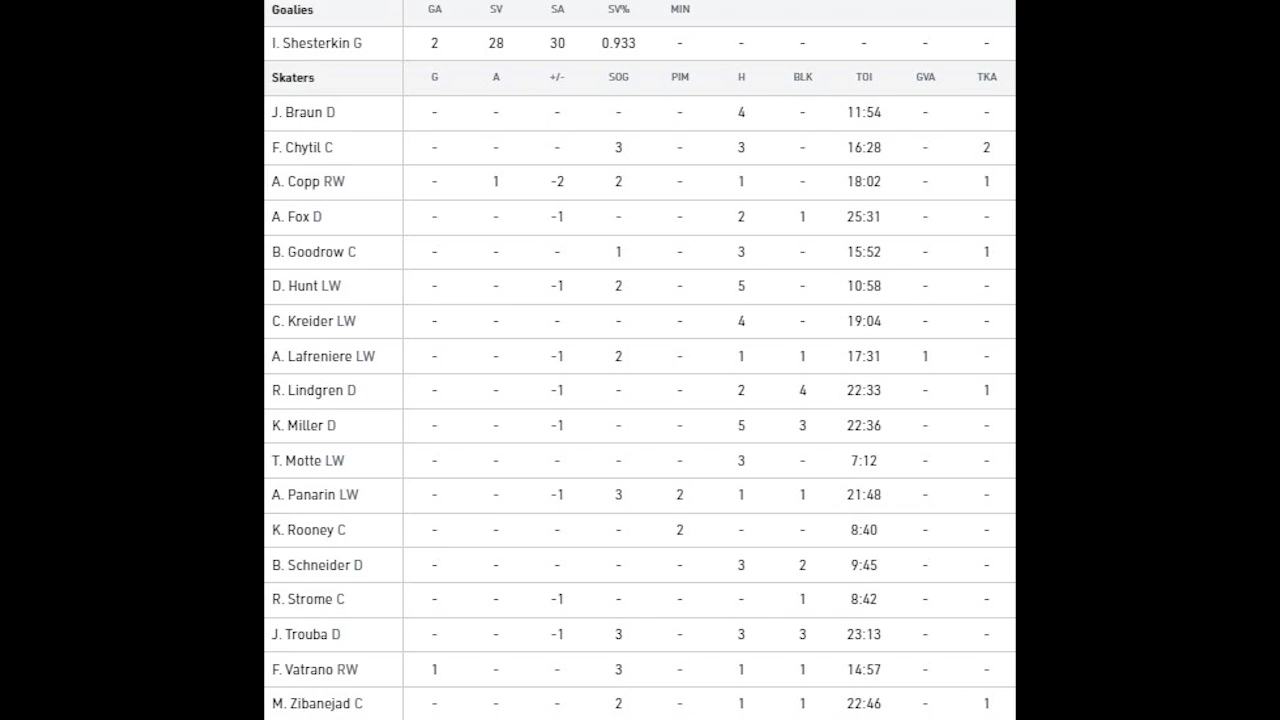 Goalies GA SV SA SV% MIN
I. Shesterkin G 2 28 30 0.933 - - - - - -
Skaters G A +/- SOG PIM H BLK TOI GVA TKA
J. Braun D - - - - - 4 - 11:54 - -
F. Chytil C - - - 3 - 3 - 16:28 - 2
A. Copp RW - 1 -2 2 - 1 - 18:02 - 1
A. Fox D - - -1 - - 2 1 25:31 - -
B. Goodrow C - - - 1 - 3 - 15:52 - 1
D. Hunt LW - - -1 2 - 5 - 10:58 - -
C. Kreider LW - - - - - 4 - 19:04 - -
A. Lafreniere LW - - -1 2 - 1 1 17:31 1 -
R. Lindgren D - - -1 - - 2 4 22:33 - 1
K. Miller D - - -1 - - 5 3 22:36 - -
T. Motte LW - - - - - 3 - 7:12 - -
A. Panarin LW - - -1 3 2 1 1 21:48 - -
K. Rooney C - - - - 2 - - 8:40 - -
B. Schneider D - - - - - 3 2 9:45 - -
R. Strome C - - -1 - - - 1 8:42 - -
J. Trouba D - - -1 3 - 3 3 23:13 - -
F. Vatrano RW 1 - - 3 - 1 1 14:57 - -
M. Zibanejad C - - - 2 - 1 1 22:46 - 1